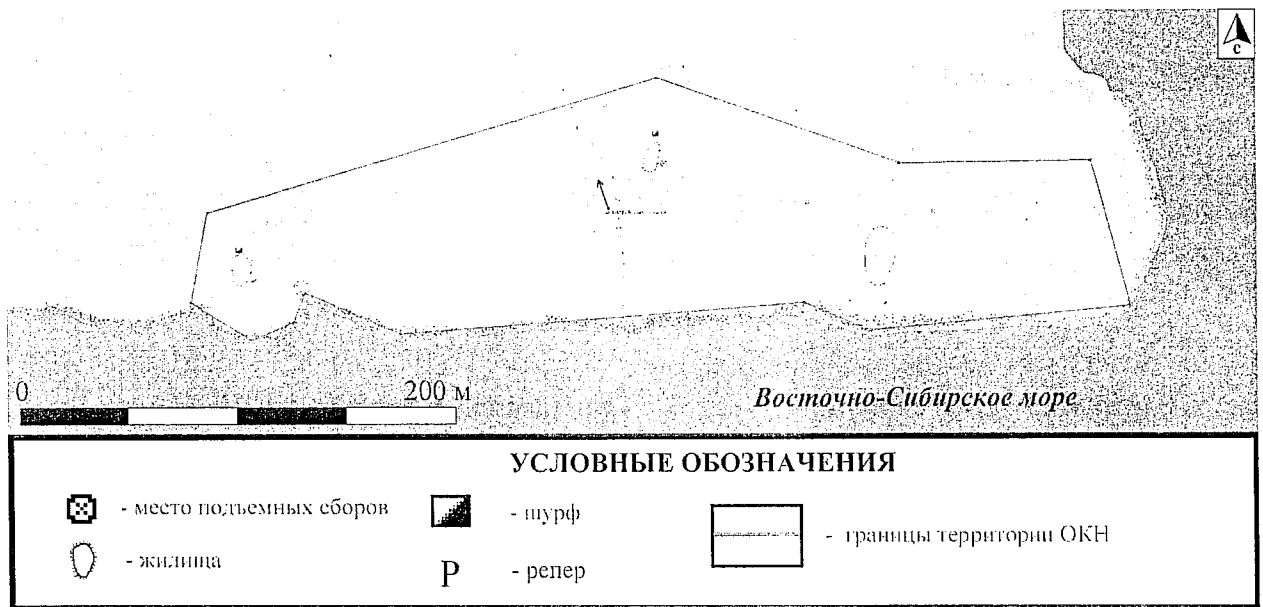 с
0 200 м
Восточно-Сибирское море
УСЛОВНЫЕ ОБОЗНАЧЕНИЯ
- место подъемных сборов
- шурф
- границы территории ОКН
- жилища
Р - репер